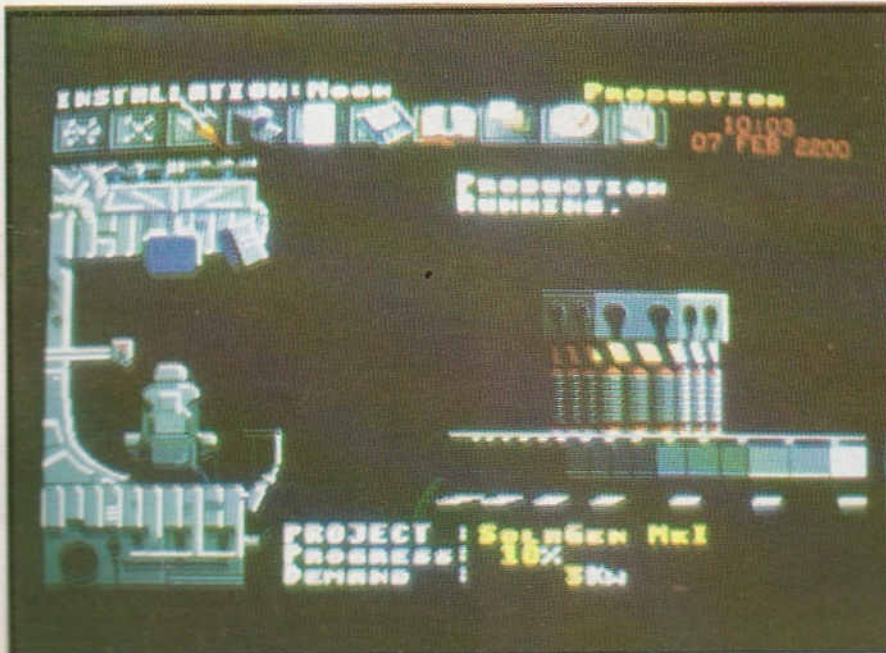 INSTALLATION:MOON
PRODUCTION
10:03
07 FEB 2200
PRODUCTION
RUNNING.
PROJECT : SOLAGEN MKI
PROGRESS: 10%
DEMAND : 3KW